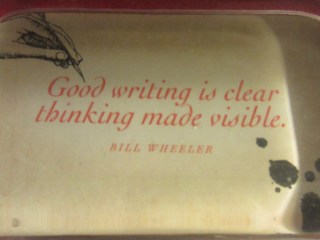 Good writing is clear
thinking made visible.
BILL WHEELER